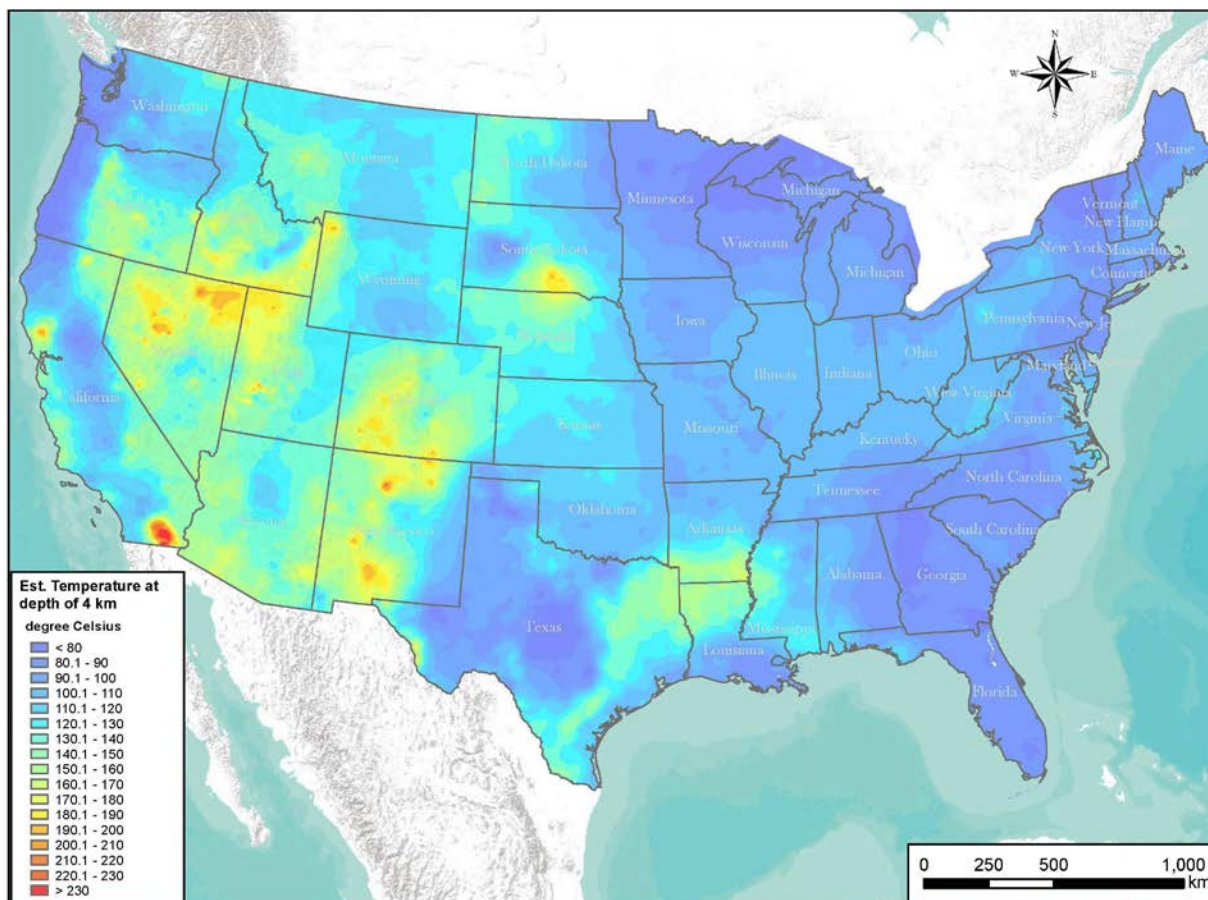 N
W E
S
Washington
Montana
North Dakota
Minnesota
Michigan
Maine
Vermont
New Hampshire
Wisconsin
South Dakota
Michigan
New York
Massachusetts
Connecticut
Wyoming
Iowa
Pennsylvania
New Jersey
Ohio
Illinois
Indiana
Maryland
West Virginia
Virginia
California
Kansas
Missouri
Kentucky
Tennessee
North Carolina
Oklahoma
Arkansas
South Carolina
Alabama
Georgia
Texas
Mississippi
Louisiana
Florida
Est. Temperature at
depth of 4 km
degree Celsius
< 80
80.1 - 90
90.1 - 100
100.1 - 110
110.1 - 120
120.1 - 130
130.1 - 140
140.1 - 150
150.1 - 160
160.1 - 170
170.1 - 180
180.1 - 190
190.1 - 200
200.1 - 210
210.1 - 220
220.1 - 230
> 230
0 250 500 1,000
km